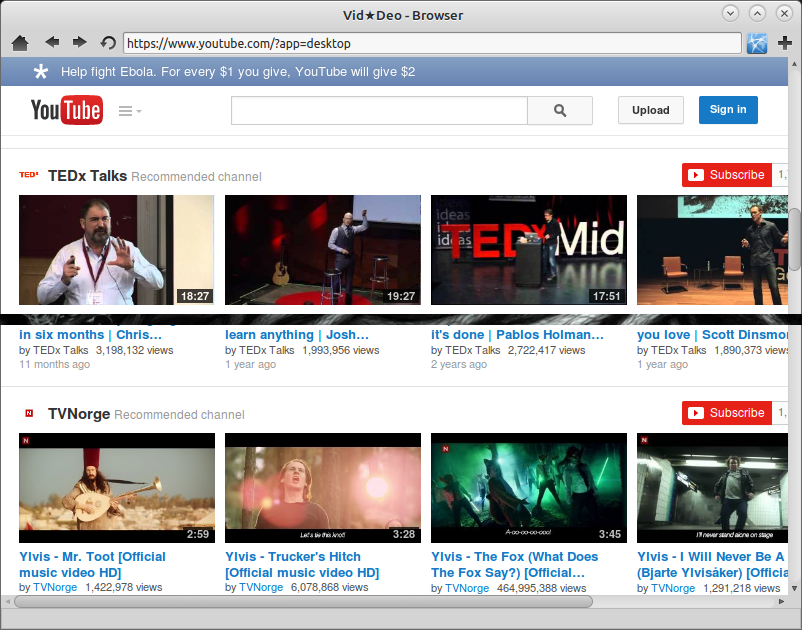 Vid★Deo - Browser
https://www.youtube.com/?app=desktop
Help fight Ebola. For every $1 you give, YouTube will give $2
YouTube
Upload
Sign in
TEDx Talks Recommended channel
Subscribe
1,
ideas
ideas
ideas
TEDx Mid
18:27
19:27
17:51
in six months | Chris...
learn anything | Josh...
it's done | Pablos Holman...
you love | Scott Dinsmo
by TEDx Talks 3,198,132 views
by TEDx Talks 1,993,956 views
by TEDx Talks 2,722,417 views
by TEDx Talks 1,890,373 views
11 months ago
1 year ago
2 years ago
1 year ago
TVNorge Recommended channel
Subscribe
1,
Let's tie this knot!
A-oo-oo-oo-ooo!
I'll never stand alone on stage
2:59
3:28
3:45
Ylvis - Mr. Toot [Official
music video HD]
Ylvis - Trucker's Hitch
[Official music video HD]
Ylvis - The Fox (What Does
The Fox Say?) [Official...
Ylvis - I Will Never Be A
(Bjarte Ylvisåker) [Officia
by TVNorge 1,422,978 views
by TVNorge 6,078,868 views
by TVNorge 464,995,388 views
by TVNorge 1,291,218 views